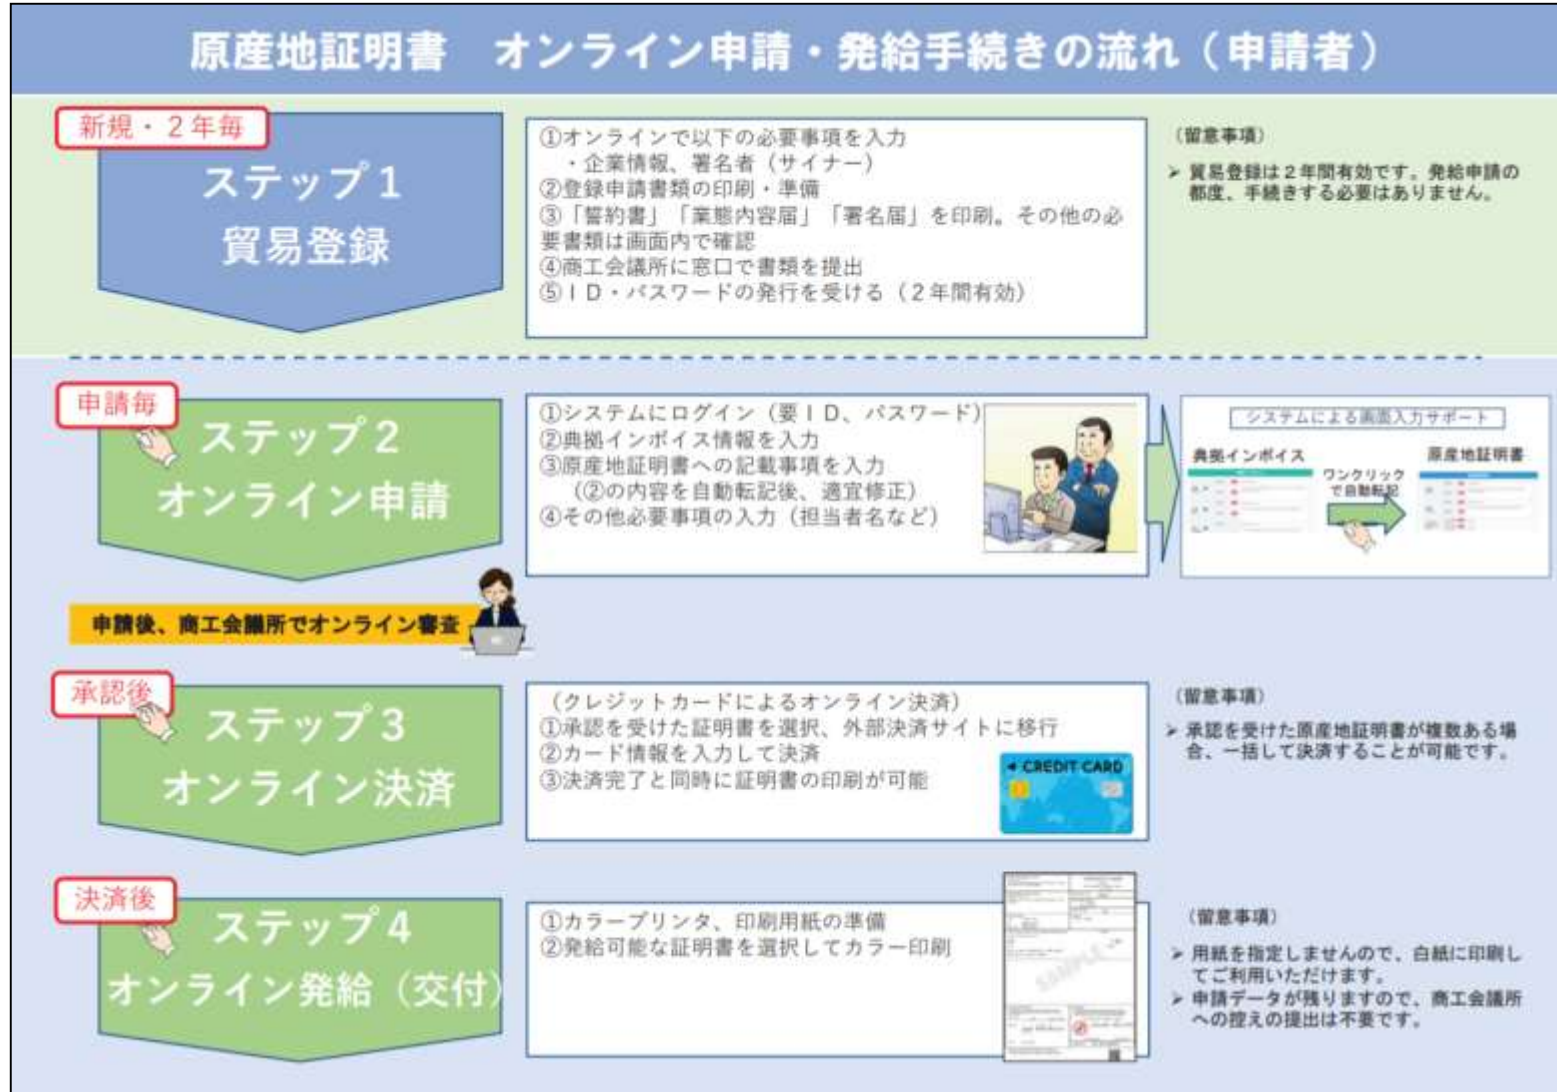 原産地証明書　オンライン申請・発給手続きの流れ（申請者）
新規・２年毎
ステップ１
貿易登録
①オンラインで以下の必要事項を入力
・企業情報、署名者（サイナー）
②登録申請書類の印刷・準備
③「誓約書」「業態内容届」「署名届」を印刷。その他の必
要書類は画面内で確認
④商工会議所に窓口で書類を提出
⑤ＩＤ・パスワードの発行を受ける（２年間有効）
（留意事項）
➢ 貿易登録は２年間有効です。発給申請の
都度、手続きする必要はありません。
申請毎
ステップ２
オンライン申請
①システムにログイン（要ＩＤ、パスワード）
②典拠インボイス情報を入力
③原産地証明書への記載事項を入力
（②の内容を自動転記後、適宜修正）
④その他必要事項の入力（担当者名など）
システムによる画面入力サポート
典拠インボイス
ワンクリック
で自動転記
原産地証明書
申請後、商工会議所でオンライン審査
承認後
ステップ３
オンライン決済
（クレジットカードによるオンライン決済）
①承認を受けた証明書を選択、外部決済サイトに移行
②カード情報を入力して決済
③決済完了と同時に証明書の印刷が可能
CREDIT CARD
（留意事項）
➢ 承認を受けた原産地証明書が複数ある場
合、一括して決済することが可能です。
決済後
ステップ４
オンライン発給（交付）
①カラープリンタ、印刷用紙の準備
②発給可能な証明書を選択してカラー印刷
SAMPLE
（留意事項）
➢ 用紙を指定しませんので、白紙に印刷し
てご利用いただけます。
➢ 申請データが残りますので、商工会議所
への控えの提出は不要です。